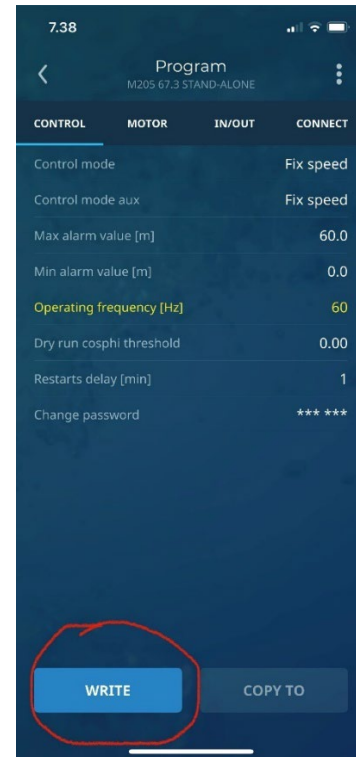 7.38
Program
M205 67.3 STAND-ALONE
CONTROL MOTOR IN/OUT CONNECT
Control mode Fix speed
Control mode aux Fix speed
Max alarm value [m] 60.0
Min alarm value [m] 0.0
Operating frequency [Hz] 60
Dry run cosphi threshold 0.00
Restarts delay [min] 1
Change password *** ***
WRITE COPY TO